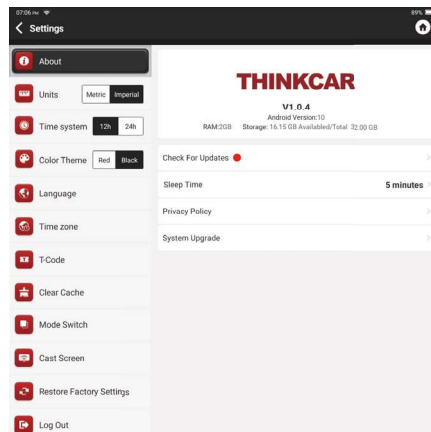 07:06 PM
89%
Settings
About
Units Metric Imperial
Time system 12h 24h
Color Theme Red Black
Language
Time zone
T-Code
Clear Cache
Mode Switch
Cast Screen
Restore Factory Settings
Log Out
THINKCAR
V1.0.4
Android Version:10
RAM:2GB Storage: 16.15 GB Availabled/Total 32.00 GB
Check For Updates
Sleep Time 5 minutes
Privacy Policy
System Upgrade